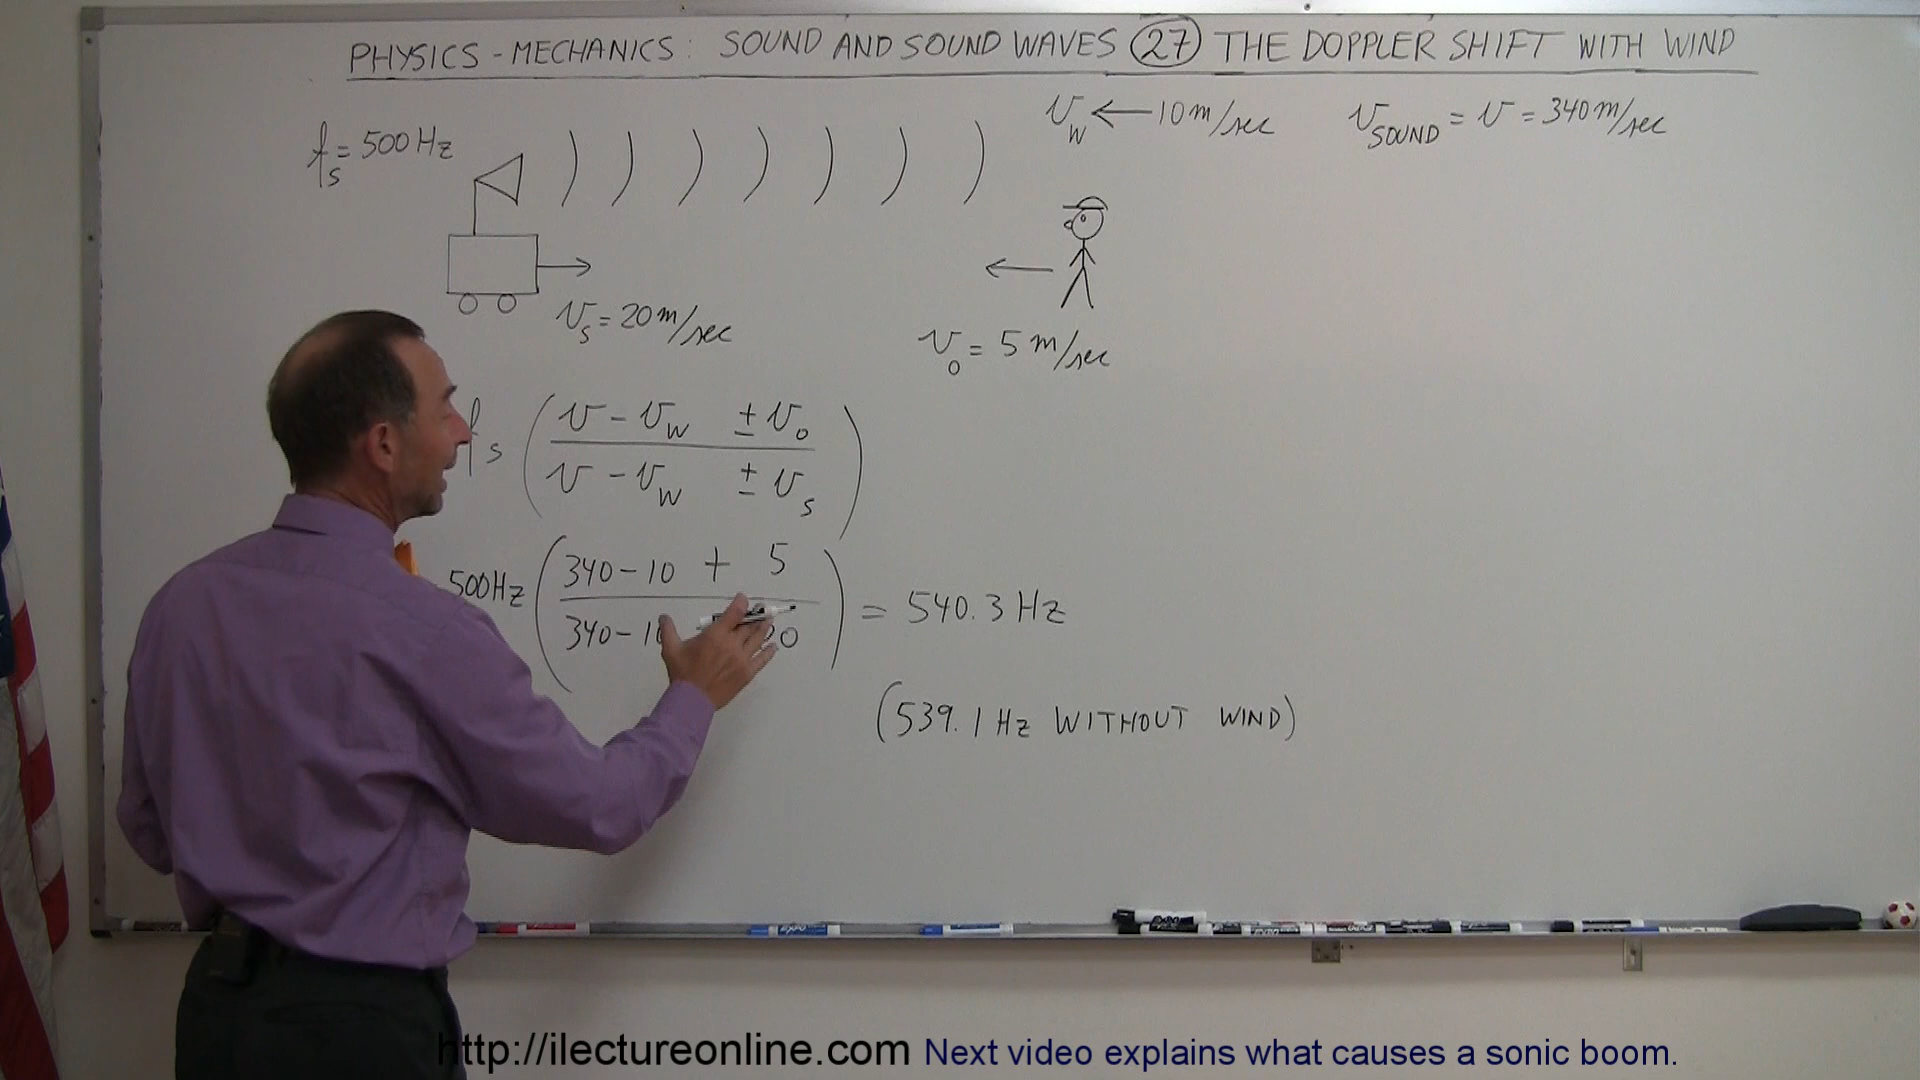 PHYSICS - MECHANICS: SOUND AND SOUND WAVES 27 THE DOPPLER SHIFT WITH WIND
f_s = 500 Hz
v_w ← 10 m/sec
v_SOUND = v = 340 m/sec
v_s = 20 m/sec
v_o = 5 m/sec
f_s ( (v - v_w ± v_o) / (v - v_w ± v_s) )
500 Hz ( (340 - 10 + 5) / (340 - ) ) = 540.3 Hz
(539.1 Hz WITHOUT WIND)
http://ilectureonline.com Next video explains what causes a sonic boom.